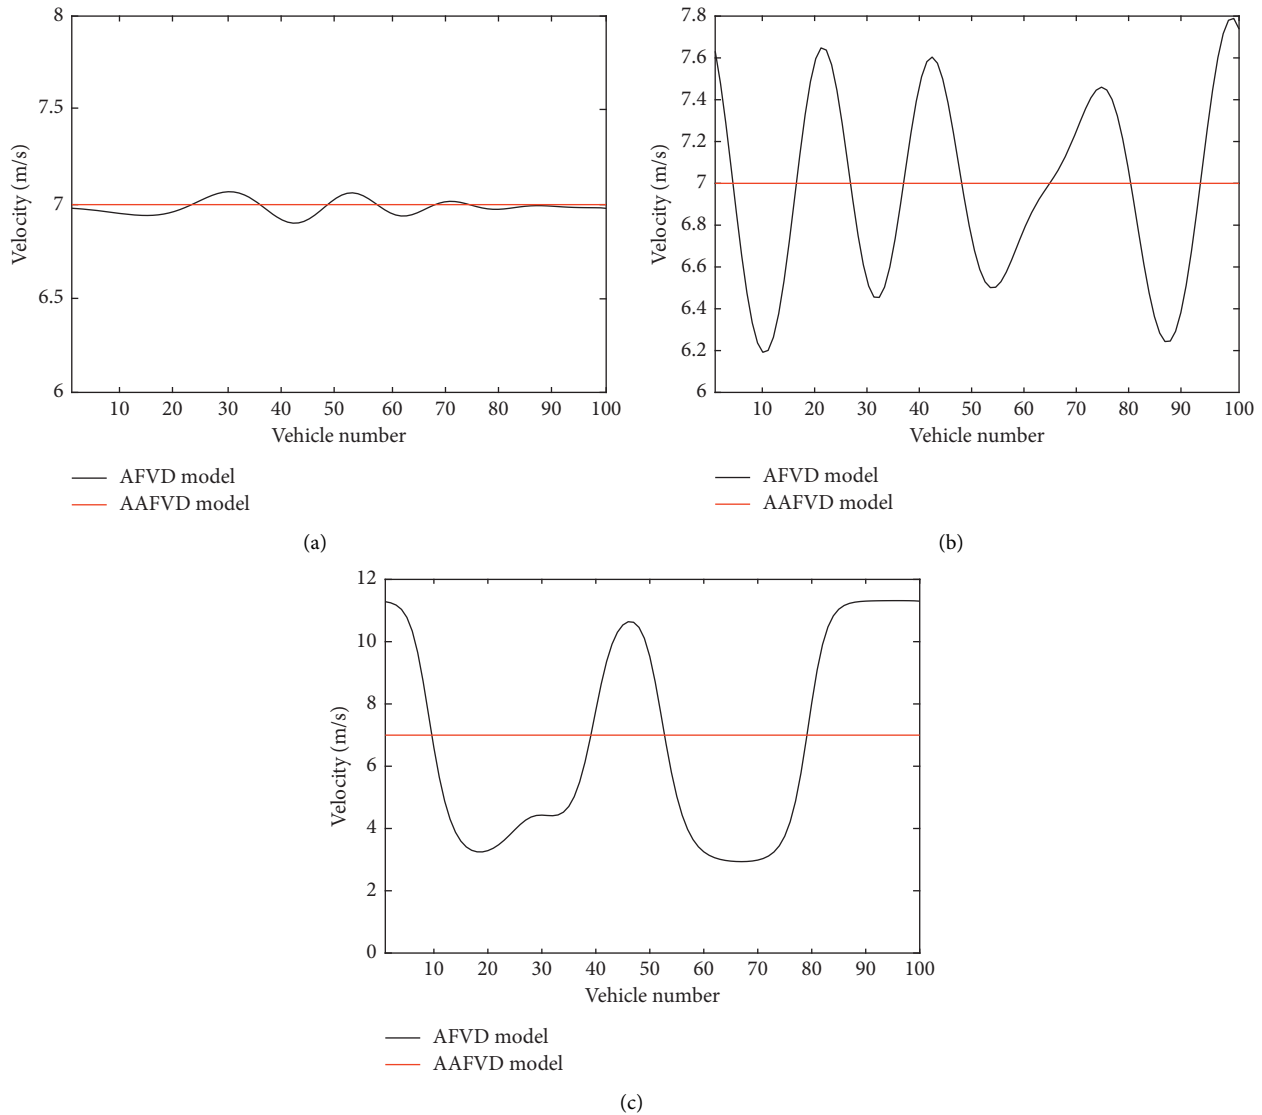 8
7.5
7
6.5
6
Velocity (m/s)
10 20 30 40 50 60 70 80 90 100
Vehicle number
AFVD model
AAFVD model
(a)
7.8
7.6
7.4
7.2
7
6.8
6.6
6.4
6.2
6
Velocity (m/s)
10 20 30 40 50 60 70 80 90 100
Vehicle number
AFVD model
AAFVD model
(b)
12
10
8
6
4
2
0
Velocity (m/s)
10 20 30 40 50 60 70 80 90 100
Vehicle number
AFVD model
AAFVD model
(c)